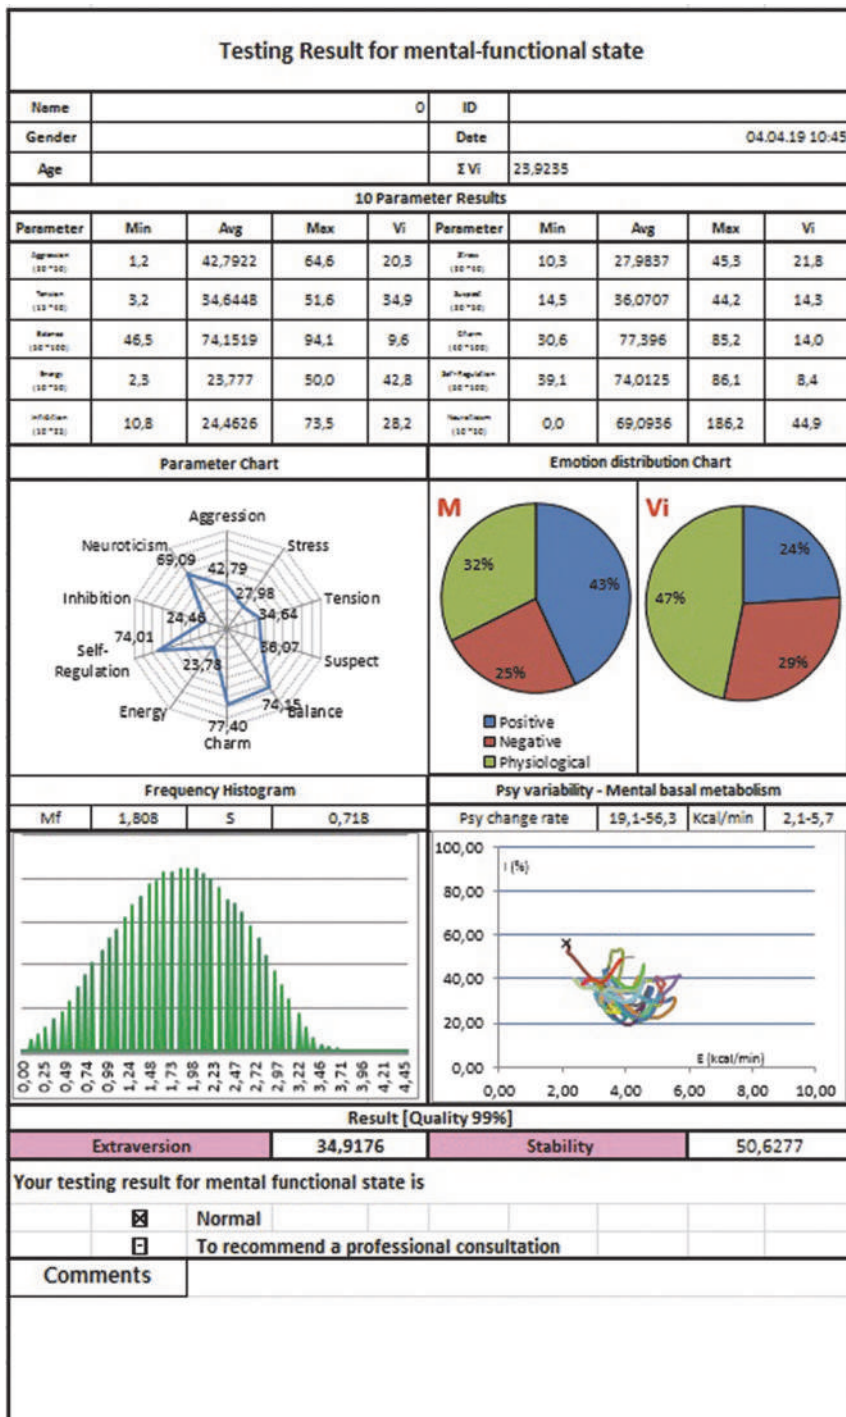 Testing Result for mental-functional state
Name 0 ID
Gender Date 04.04.19 10:45
Age Σ Vi 23,9235
10 Parameter Results
Parameter Min Avg Max Vi Parameter Min Avg Max Vi
Aggression 1,2 42,7922 64,6 20,3 Stress 10,3 27,9837 45,3 21,8
Tension 3,2 34,6448 51,6 34,9 Suspect 14,5 36,0707 44,2 14,3
Balance 46,5 74,1519 94,1 9,6 Charm 30,6 77,396 85,2 14,0
Energy 2,3 23,777 50,0 42,8 Self-Regulation 39,1 74,0125 86,1 8,4
Inhibition 10,8 24,4626 73,5 28,2 Neuroticism 0,0 69,0936 186,2 44,9
Parameter Chart
Aggression
Neuroticism
Stress
69,09
42,79
27,98
Inhibition
Tension
24,46
34,64
74,01
36,07
Self-Regulation
Suspect
23,78
74,15
Energy
Balance
77,40
Charm
Emotion distribution Chart
M
32%
43%
25%
Vi
24%
47%
29%
Positive
Negative
Physiological
Frequency Histogram
Mf 1,808 S 0,718
0,00 0,25 0,49 0,74 0,99 1,24 1,48 1,73 1,98 2,23 2,47 2,72 2,97 3,22 3,46 3,71 3,96 4,21 4,45
Psy variability - Mental basal metabolism
Psy change rate 19,1-56,3 Kcal/min 2,1-5,7
100,00
I (%)
80,00
60,00
40,00
20,00
E (kcal/min)
0,00
0,00 2,00 4,00 6,00 8,00 10,00
Result [Quality 99%]
Extraversion 34,9176 Stability 50,6277
Your testing result for mental functional state is
Normal
To recommend a professional consultation
Comments